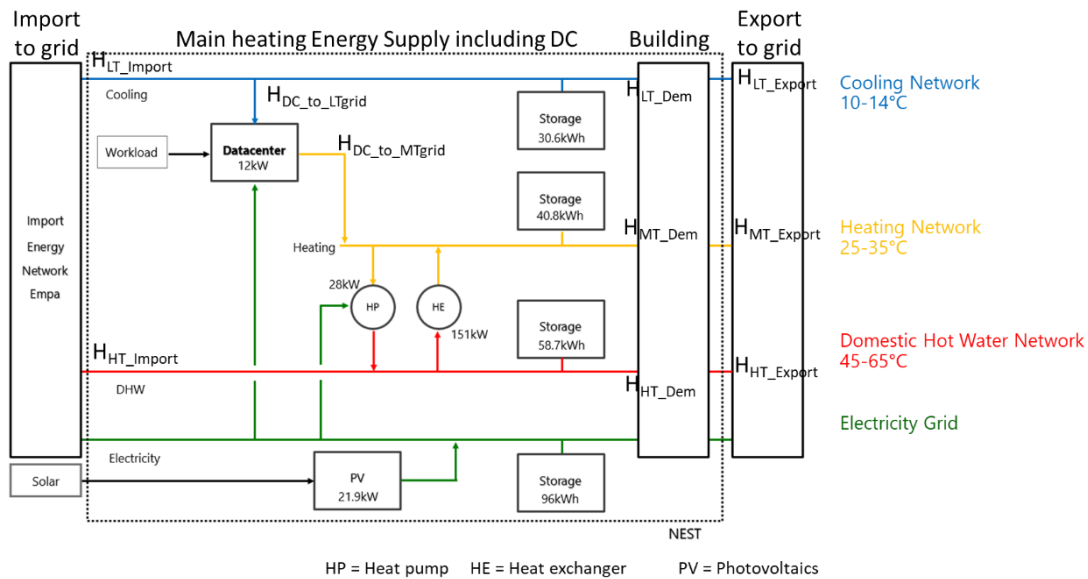 Import
to grid
Main heating Energy Supply including DC
Building
Export
to grid
H_LT_Import
Cooling
H_DC_to_LTgrid
Workload
Datacenter
12kW
H_DC_to_MTgrid
Storage
30.6kWh
H_LT_Dem
H_LT_Export
Cooling Network
10-14°C
Import
Energy
Network
Empa
Storage
40.8kWh
Heating
H_MT_Dem
H_MT_Export
Heating Network
25-35°C
28kW
HP
HE
151kW
Storage
58.7kWh
H_HT_Import
DHW
H_HT_Dem
H_HT_Export
Domestic Hot Water Network
45-65°C
Electricity
Electricity Grid
Solar
PV
21.9kW
Storage
96kWh
NEST
HP = Heat pump HE = Heat exchanger PV = Photovoltaics